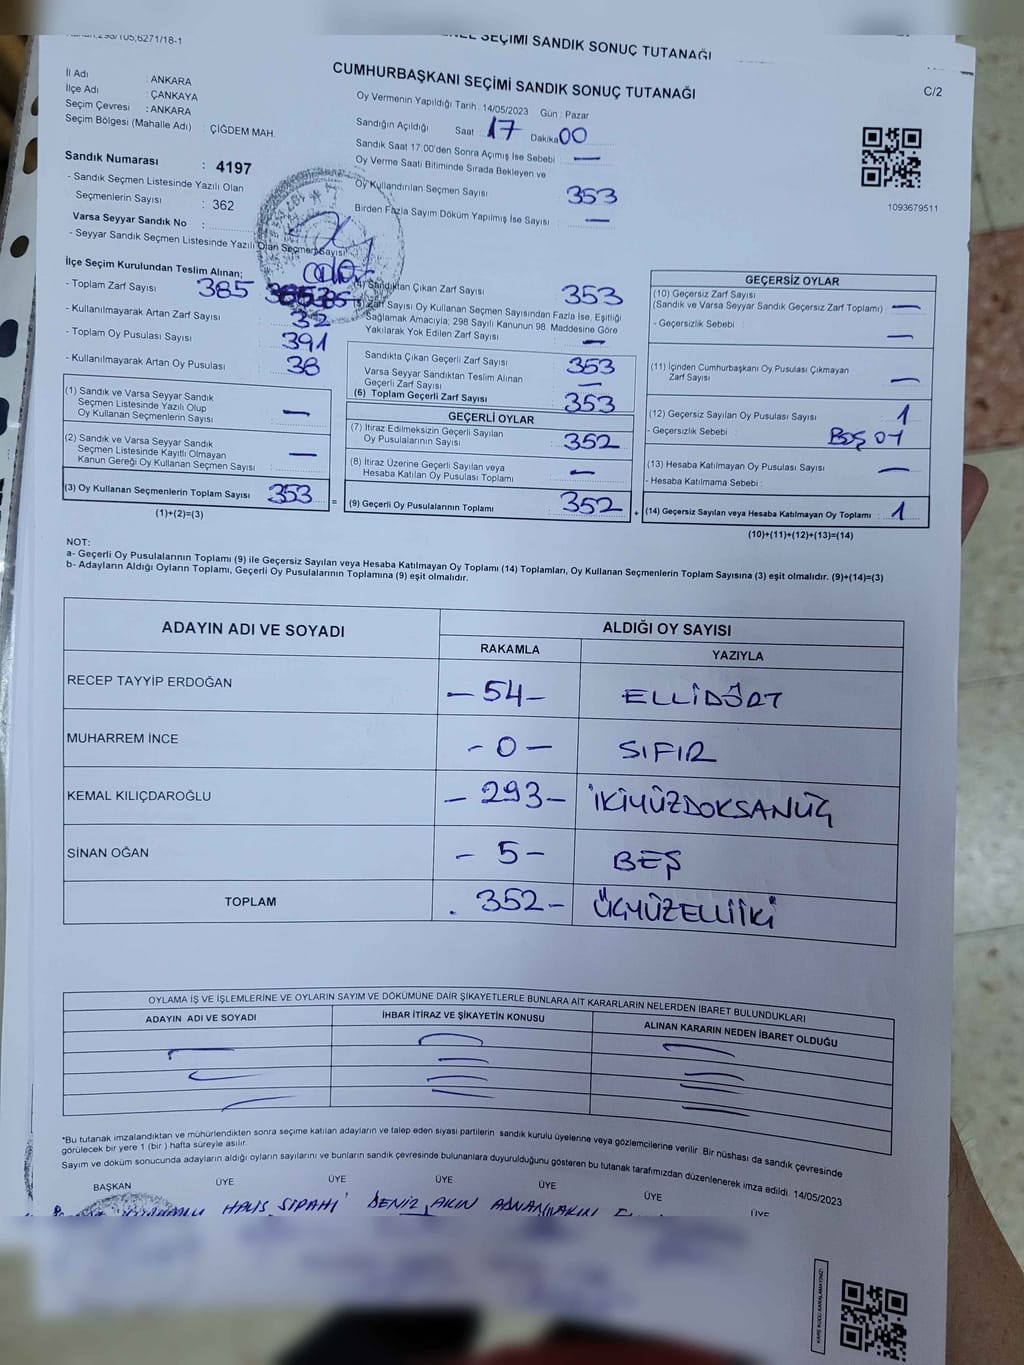 GENEL SEÇİMİ SANDIK SONUÇ TUTANAĞI
CUMHURBAŞKANI SEÇİMİ SANDIK SONUÇ TUTANAĞI
C/2
İl Adı : ANKARA
İlçe Adı : ÇANKAYA
Seçim Çevresi : ANKARA
Seçim Bölgesi (Mahalle Adı) : ÇİĞDEM MAH.
Oy Vermenin Yapıldığı Tarih : 14/05/2023 Gün : Pazar
Sandığın Açıldığı Saat : 17 Dakika 00
Sandık Saat 17:00'den Sonra Açmış İse Sebebi : —
Oy Verme Saati Bitiminde Sırada Bekleyen ve
Oy Kullandırılan Seçmen Sayısı 353
Birden Fazla Sayım Döküm Yapılmış İse Sayısı —
1093679511
Sandık Numarası : 4197
- Sandık Seçmen Listesinde Yazılı Olan
Seçmenlerin Sayısı : 362
Varsa Seyyar Sandık No :
- Seyyar Sandık Seçmen Listesinde Yazılı Olan Seçmen Sayısı
İlçe Seçim Kurulundan Teslim Alınan;
- Toplam Zarf Sayısı 385
- Kullanılmayarak Artan Zarf Sayısı 32
- Toplam Oy Pusulası Sayısı 391
- Kullanılmayarak Artan Oy Pusulası 38
(1) Sandık ve Varsa Seyyar Sandık
Seçmen Listesinde Yazılı Olup
Oy Kullanan Seçmenlerin Sayısı —
(2) Sandık ve Varsa Seyyar Sandık
Seçmen Listesinde Kayıtlı Olmayan
Kanun Gereği Oy Kullanan Seçmen Sayısı —
(3) Oy Kullanan Seçmenlerin Toplam Sayısı 353 =
(1)+(2)=(3)
(4) Sandıktan Çıkan Zarf Sayısı 353
(5) Zarf Sayısı Oy Kullanan Seçmen Sayısından Fazla İse, Eşitliği
Sağlamak Amacıyla; 298 Sayılı Kanunun 98. Maddesine Göre
Yakılarak Yok Edilen Zarf Sayısı —
Sandıkta Çıkan Geçerli Zarf Sayısı 353
Varsa Seyyar Sandıktan Teslim Alınan
Geçerli Zarf Sayısı —
(6) Toplam Geçerli Zarf Sayısı 353
GEÇERLİ OYLAR
(7) İtiraz Edilmeksizin Geçerli Sayılan
Oy Pusulalarının Sayısı 352
(8) İtiraz Üzerine Geçerli Sayılan veya
Hesaba Katılan Oy Pusulası Toplamı —
(9) Geçerli Oy Pusulalarının Toplamı 352 +
GEÇERSİZ OYLAR
(10) Geçersiz Zarf Sayısı
(Sandık ve Varsa Seyyar Sandık Geçersiz Zarf Toplamı) —
- Geçersizlik Sebebi —
(11) İçinden Cumhurbaşkanı Oy Pusulası Çıkmayan
Zarf Sayısı —
(12) Geçersiz Sayılan Oy Pusulası Sayısı 1
- Geçersizlik Sebebi : BOŞ OY
(13) Hesaba Katılmayan Oy Pusulası Sayısı —
- Hesaba Katılmama Sebebi :
(14) Geçersiz Sayılan veya Hesaba Katılmayan Oy Toplamı : 1
(10)+(11)+(12)+(13)=(14)
NOT:
a- Geçerli Oy Pusulalarının Toplamı (9) ile Geçersiz Sayılan veya Hesaba Katılmayan Oy Toplamı (14) Toplamları, Oy Kullanan Seçmenlerin Toplam Sayısına (3) eşit olmalıdır. (9)+(14)=(3)
b- Adayların Aldığı Oyların Toplamı, Geçerli Oy Pusulalarının Toplamına (9) eşit olmalıdır.
ADAYIN ADI VE SOYADI ALDIĞI OY SAYISI
RAKAMLA YAZIYLA
RECEP TAYYİP ERDOĞAN — 54 — ELLİDÖRT
MUHARREM İNCE - 0 — SIFIR
KEMAL KILIÇDAROĞLU — 293 — İKİYÜZDOKSANÜÇ
SİNAN OĞAN - 5 - BEŞ
TOPLAM . 352 - ÜÇYÜZELLİİKİ
OYLAMA İŞ VE İŞLEMLERİNE VE OYLARIN SAYIM VE DÖKÜMÜNE DAİR ŞİKAYETLERLE BUNLARA AİT KARARLARIN NELERDEN İBARET BULUNDUKLARI
ADAYIN ADI VE SOYADI İHBAR İTİRAZ VE ŞİKAYETİN KONUSU ALINAN KARARIN NEDEN İBARET OLDUĞU
*Bu tutanak imzalandıktan ve mühürlendikten sonra seçime katılan adayların ve talep eden siyasi partilerin sandık kurulu üyelerine veya gözlemcilerine verilir .Bir nüshası da sandık çevresinde
görülecek bir yere 1 (bir ) hafta süreyle asılır.
Sayım ve döküm sonucunda adayların aldığı oyların sayılarını ve bunların sandık çevresinde bulunanlara duyurulduğunu gösteren bu tutanak tarafımızdan düzenlenerek imza edildi. 14/05/2023
BAŞKAN ÜYE ÜYE ÜYE ÜYE ÜYE ÜYE
HALİS SİPAHİ DENİZ AKIN